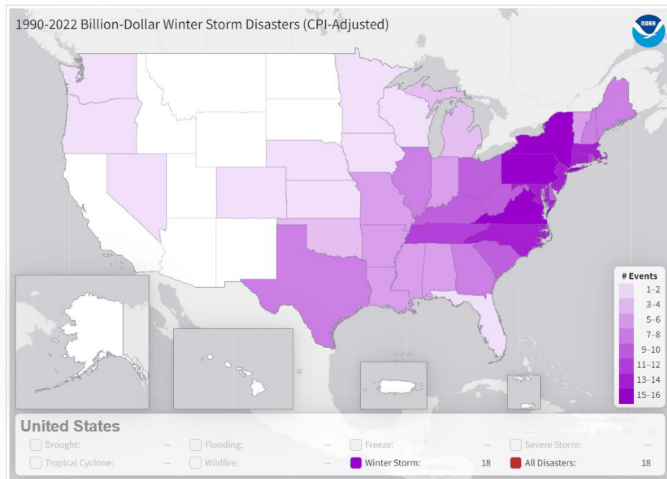 1990-2022 Billion-Dollar Winter Storm Disasters (CPI-Adjusted)
NOAA
# Events
1–2
3–4
5–6
7–8
9–10
11–12
13–14
15–16
United States
Drought: -- Flooding: -- Freeze: -- Severe Storm: --
Tropical Cyclone: -- Wildfire: -- Winter Storm: 18 All Disasters: 18